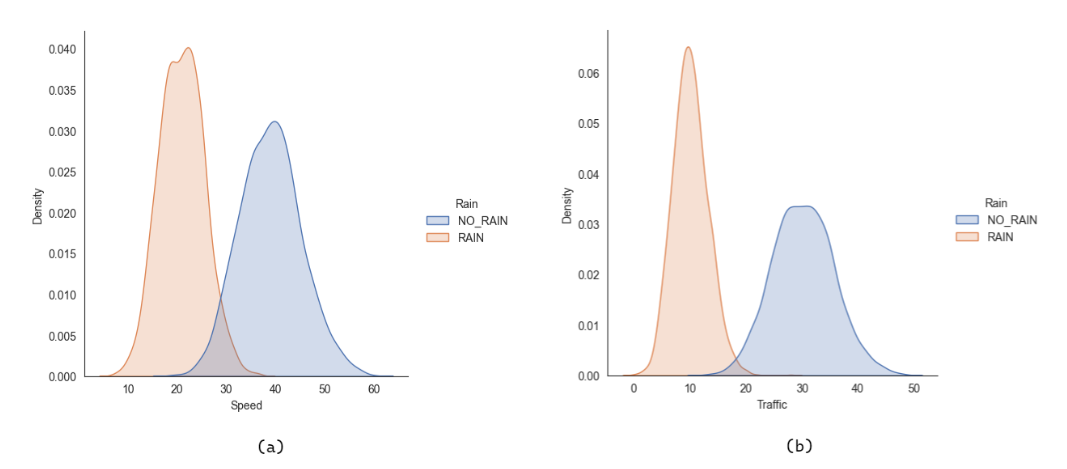 0.040
0.035
0.030
0.025
0.020
0.015
0.010
0.005
0.000
Density
10 20 30 40 50 60
Speed
Rain
NO_RAIN
RAIN
(a)
0.06
0.05
0.04
0.03
0.02
0.01
0.00
Density
0 10 20 30 40 50
Traffic
Rain
NO_RAIN
RAIN
(b)